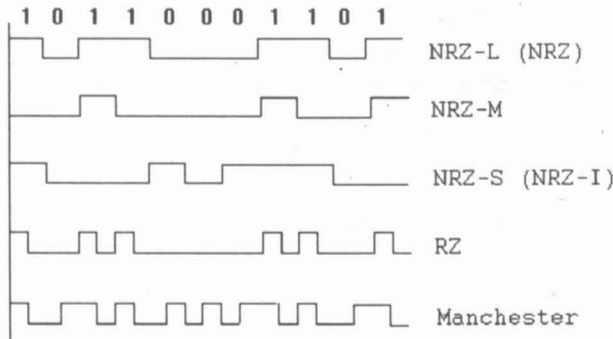 1 0 1 1 0 0 0 1 1 0 1
NRZ-L (NRZ)
NRZ-M
NRZ-S (NRZ-I)
RZ
Manchester